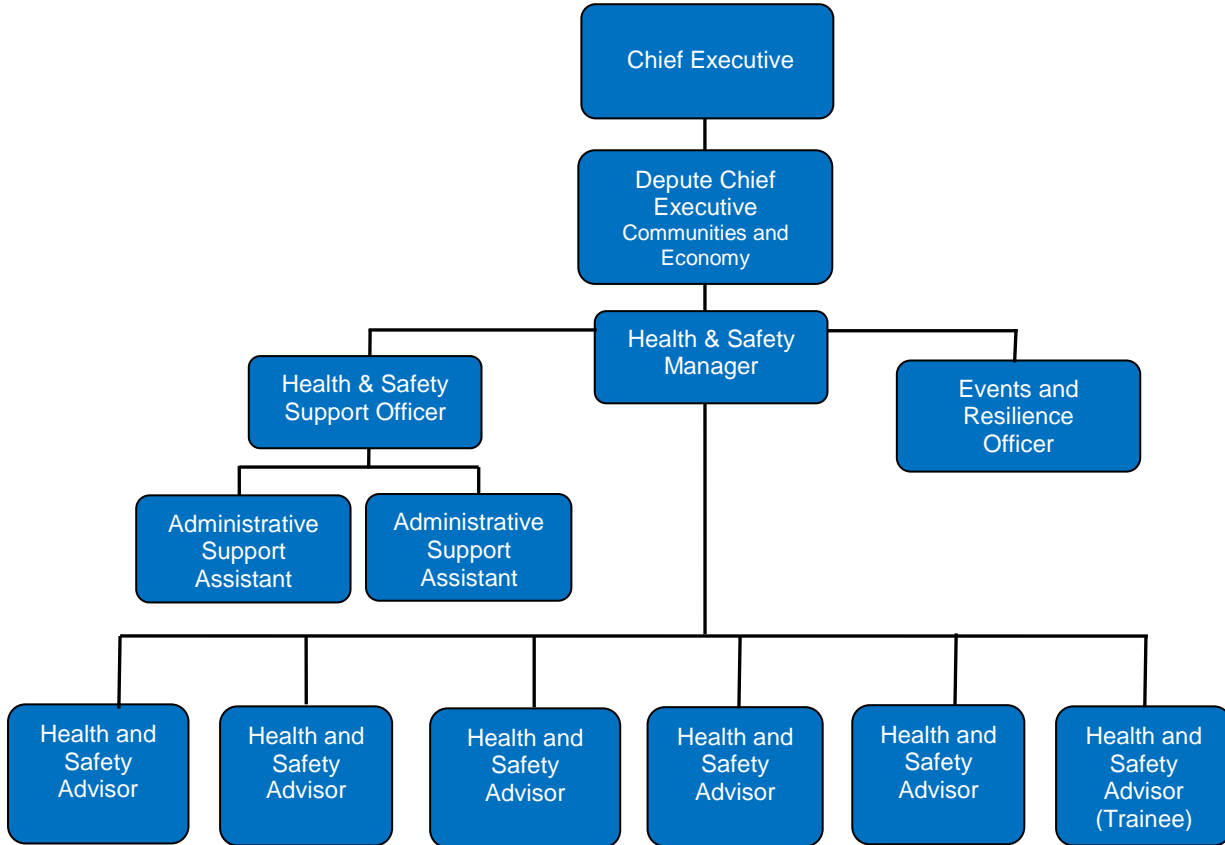 Chief Executive
Depute Chief
Executive
Communities and
Economy
Health & Safety
Manager
Health & Safety
Support Officer
Events and
Resilience
Officer
Administrative
Support
Assistant
Administrative
Support
Assistant
Health and
Safety
Advisor
Health and
Safety
Advisor
Health and
Safety
Advisor
Health and
Safety
Advisor
Health and
Safety
Advisor
Health and
Safety
Advisor
(Trainee)